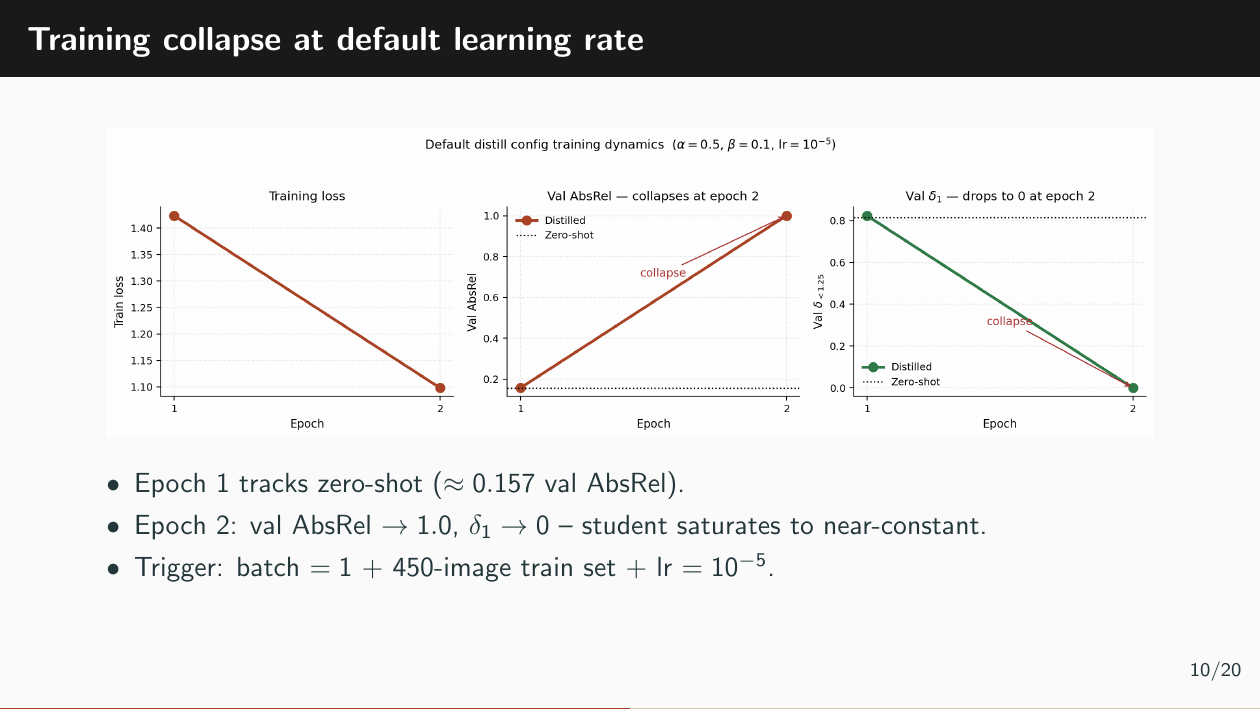 Training collapse at default learning rate
Default distill config training dynamics (α = 0.5, β = 0.1, lr = 10⁻⁵)
Training loss
Train loss
1.40
1.35
1.30
1.25
1.20
1.15
1.10
1
2
Epoch
Val AbsRel — collapses at epoch 2
Val AbsRel
1.0
0.8
0.6
0.4
0.2
Distilled
Zero-shot
collapse
1
2
Epoch
Val δ₁ — drops to 0 at epoch 2
Val δ < 1.25
0.8
0.6
0.4
0.2
0.0
collapse
Distilled
Zero-shot
1
2
Epoch
• Epoch 1 tracks zero-shot (≈ 0.157 val AbsRel).
• Epoch 2: val AbsRel → 1.0, δ₁ → 0 – student saturates to near-constant.
• Trigger: batch = 1 + 450-image train set + lr = 10⁻⁵.
10/20